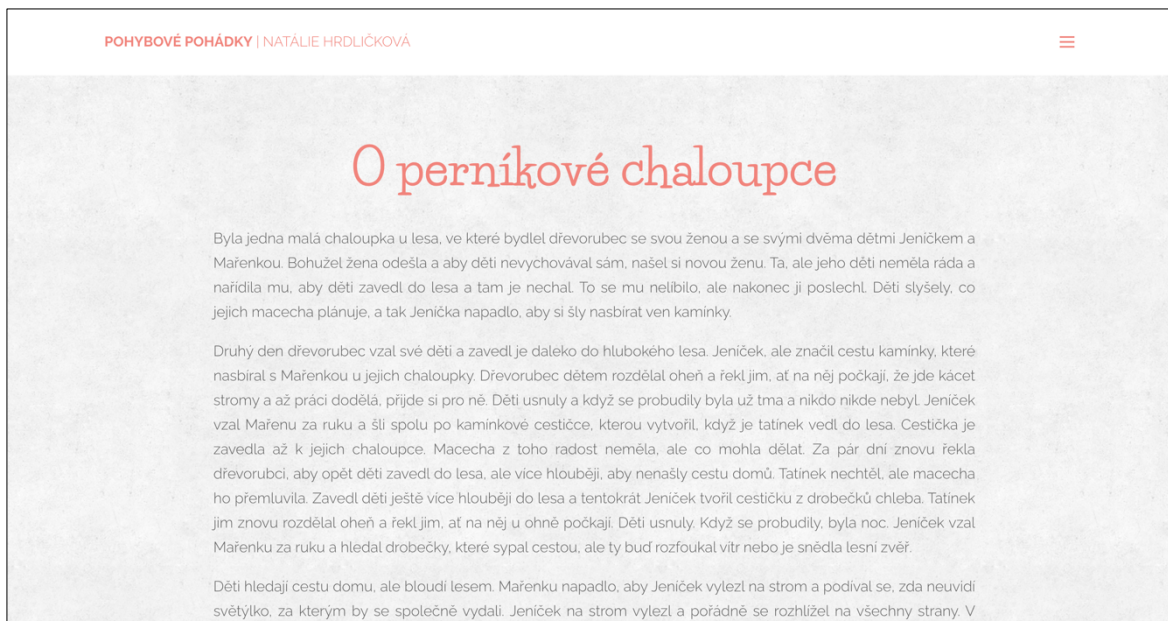 POHYBOVÉ POHÁDKY | NATÁLIE HRDLIČKOVÁ
O perníkové chaloupce
Byla jedna malá chaloupka u lesa, ve které bydlel dřevorubec se svou ženou a se svými dvěma dětmi Jeníčkem a
Mařenkou. Bohužel žena odešla a aby děti nevychovával sám, našel si novou ženu. Ta, ale jeho děti neměla ráda a
nařídila mu, aby děti zavedl do lesa a tam je nechal. To se mu nelíbilo, ale nakonec ji poslechl. Děti slyšely, co
jejich macecha plánuje, a tak Jeníčka napadlo, aby si šly nasbírat ven kamínky.
Druhý den dřevorubec vzal své děti a zavedl je daleko do hlubokého lesa. Jeníček, ale značil cestu kamínky, které
nasbíral s Mařenkou u jejich chaloupky. Dřevorubec dětem rozdělal oheň a řekl jim, ať na něj počkají, že jde kácet
stromy a až práci dodělá, přijde si pro ně. Děti usnuly a když se probudily byla už tma a nikdo nikde nebyl. Jeníček
vzal Mařenu za ruku a šli spolu po kamínkové cestičce, kterou vytvořil, když je tatínek vedl do lesa. Cestička je
zavedla až k jejich chaloupce. Macecha z toho radost neměla, ale co mohla dělat. Za pár dní znovu řekla
dřevorubci, aby opět děti zavedl do lesa, ale více hlouběji, aby nenašly cestu domů. Tatínek nechtěl, ale macecha
ho přemluvila. Zavedl děti ještě více hlouběji do lesa a tentokrát Jeníček tvořil cestičku z drobečků chleba. Tatínek
jim znovu rozdělal oheň a řekl jim, ať na něj u ohně počkají. Děti usnuly. Když se probudily, byla noc. Jeníček vzal
Mařenku za ruku a hledal drobečky, které sypal cestou, ale ty buď rozfoukal vítr nebo je snědla lesní zvěř.
Děti hledají cestu domu, ale bloudí lesem. Mařenku napadlo, aby Jeníček vylezl na strom a podíval se, zda neuvidí
světýlko, za kterým by se společně vydali. Jeníček na strom vylezl a pořádně se rozhlížel na všechny strany. V